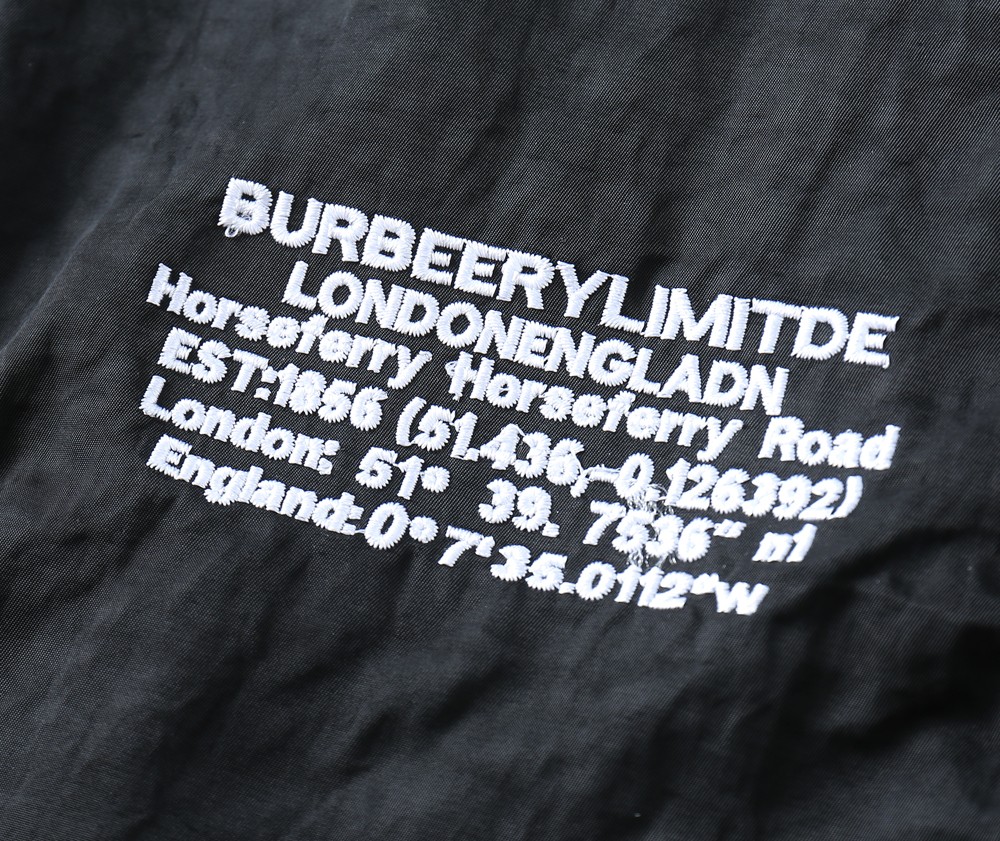 BURBEERYLIMITDE
LONDONENGLADN
Horseferry Horseferry Road
EST:1856 (51.436,-0.126392)
London: 51° 39. 7536" n1
England:0°7'35.0112"W